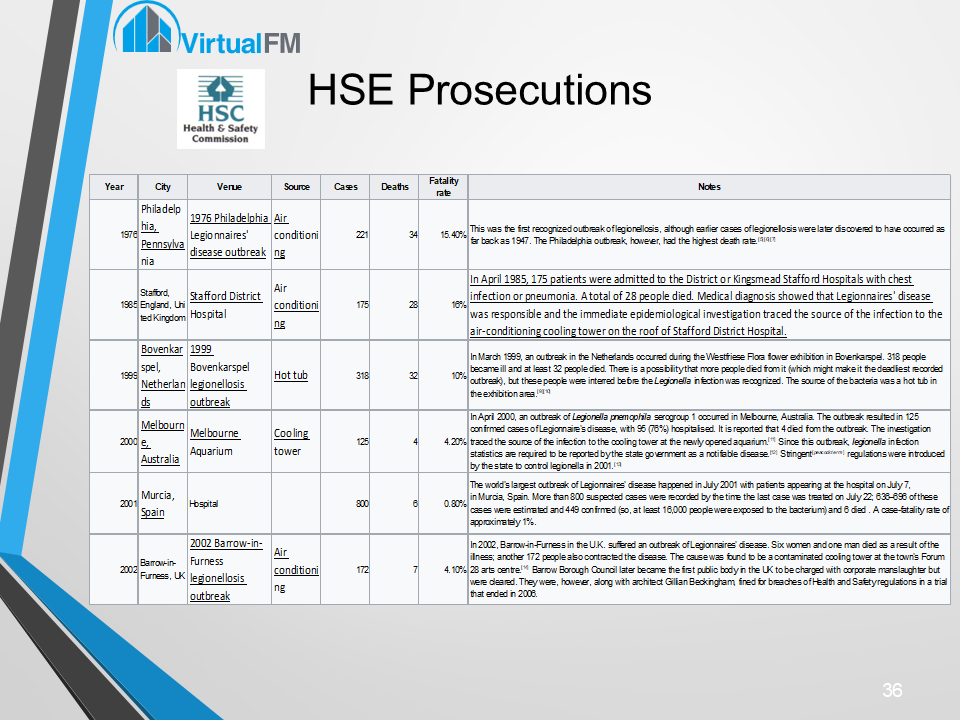 VirtualFM
HSE Prosecutions
HSC
Health & Safety
Commission
Year City Venue Source Cases Deaths Fatality
rate Notes
1976
Philadelp
hia,
Pennsylva
nia
1976 Philadelphia
Legionnaires'
disease outbreak
Air
conditioni
ng
221
34
15.40%
This was the first recognized outbreak of legionellosis, although earlier cases of legionellosis were later discovered to have occurred as
far back as 1947. The Philadelphia outbreak, however, had the highest death rate.[5][6][7]
1985
Stafford,
England, Uni
ted Kingdom
Stafford District
Hospital
Air
conditioni
ng
175
28
16%
In April 1985, 175 patients were admitted to the District or Kingsmead Stafford Hospitals with chest
infection or pneumonia. A total of 28 people died. Medical diagnosis showed that Legionnaires' disease
was responsible and the immediate epidemiological investigation traced the source of the infection to the
air-conditioning cooling tower on the roof of Stafford District Hospital.
1999
Bovenkar
spel,
Netherlan
ds
1999
Bovenkarspel
legionellosis
outbreak
Hot tub
318
32
10%
In March 1999, an outbreak in the Netherlands occurred during the Westfriese Flora flower exhibition in Bovenkarspel. 318 people
became ill and at least 32 people died. There is a possibility that more people died from it (which might make it the deadliest recorded
outbreak), but these people were interred before the Legionella infection was recognized. The source of the bacteria was a hot tub in
the exhibition area.
2000
Melbourn
e,
Australia
Melbourne
Aquarium
Cooling
tower
125
4
4.20%
In April 2000, an outbreak of Legionella pnemophila serogroup 1 occurred in Melbourne, Australia. The outbreak resulted in 125
confirmed cases of Legionnaire's disease, with 95 (76%) hospitalised. It is reported that 4 died from the outbreak. The investigation
traced the source of the infection to the cooling tower at the newly opened aquarium.[11] Since this outbreak, legionella infection
statistics are required to be reported by the state government as a notifiable disease.[12] Stringent regulations were introduced
by the state to control legionella in 2001.[13]
2001
Murcia,
Spain
Hospital
800
6
0.80%
The world's largest outbreak of Legionnaires' disease happened in July 2001 with patients appearing at the hospital on July 7,
in Murcia, Spain. More than 800 suspected cases were recorded by the time the last case was treated on July 22; 636–696 of these
cases were estimated and 449 confirmed (so, at least 16,000 people were exposed to the bacterium) and 6 died . A case-fatality rate of
approximately 1%.
2002
Barrow-in-
Furness, UK
2002 Barrow-in-
Furness
legionellosis
outbreak
Air
conditioni
ng
172
7
4.10%
In 2002, Barrow-in-Furness in the U.K. suffered an outbreak of Legionnaires' disease. Six women and one man died as a result of the
illness; another 172 people also contracted the disease. The cause was found to be a contaminated cooling tower at the town's Forum
28 arts centre. Barrow Borough Council later became the first public body in the UK to be charged with corporate manslaughter but
were cleared. They were, however, along with architect Gillian Beckingham, fined for breaches of Health and Safety regulations in a trial
that ended in 2006.
36